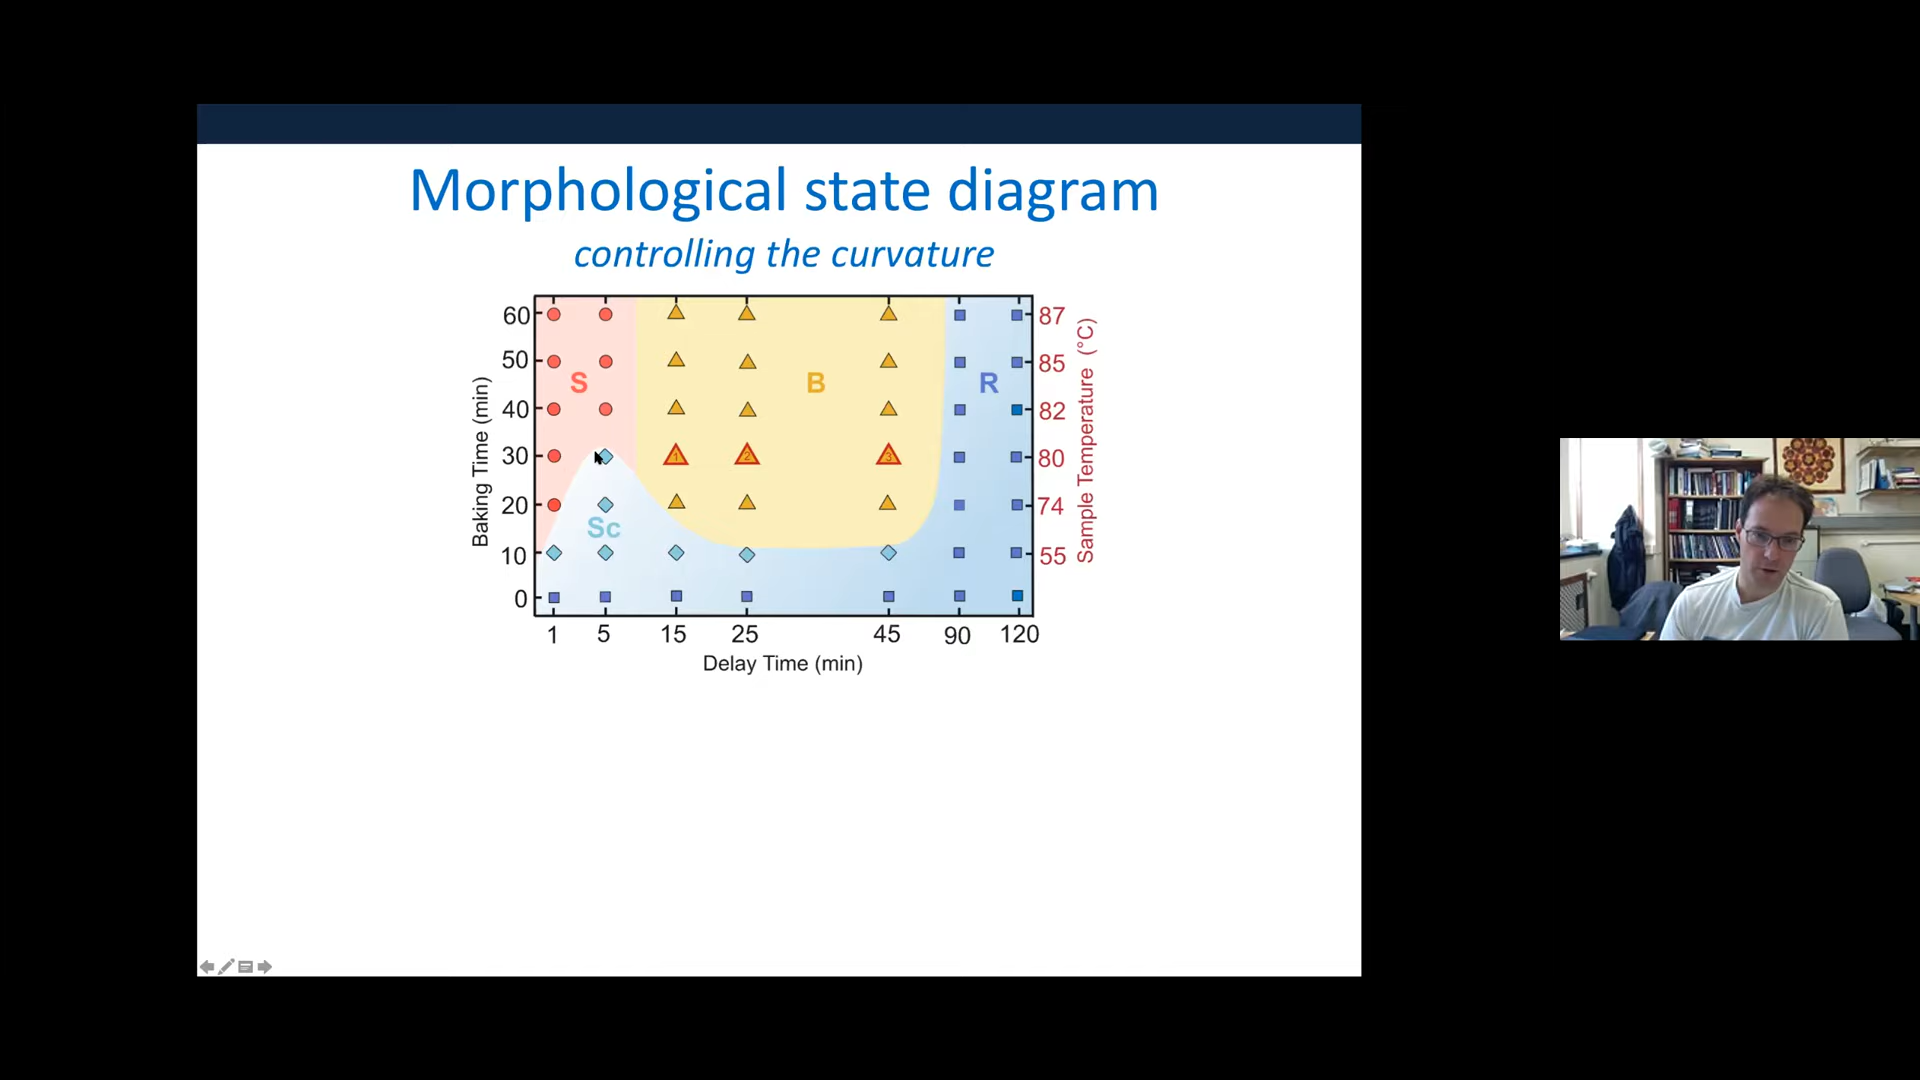 Morphological state diagram
controlling the curvature
60
50
40
30
20
10
0
Baking Time (min)
S
B
R
Sc
1
2
3
87
85
82
80
74
55
Sample Temperature (°C)
1 5 15 25 45 90 120
Delay Time (min)